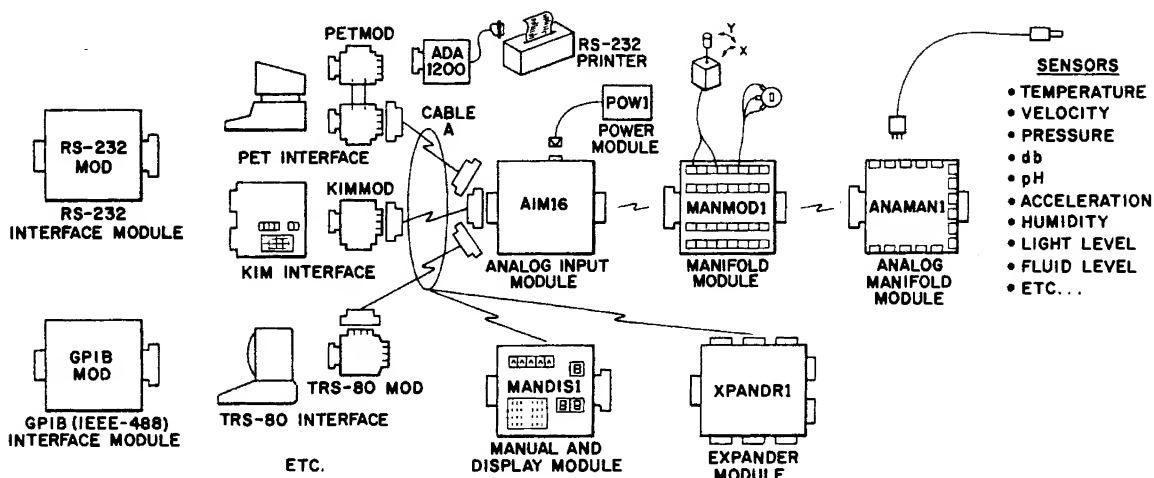 RS-232
MOD
RS-232
INTERFACE MODULE
GPIB
MOD
GPIB (IEEE-488)
INTERFACE MODULE
PETMOD
PET INTERFACE
ADA
1200
RS-232
PRINTER
CABLE
A
KIMMOD
KIM INTERFACE
TRS-80 MOD
TRS-80 INTERFACE
ETC.
POW1
POWER
MODULE
AIM16
ANALOG INPUT
MODULE
Y
X
MANMOD1
MANIFOLD
MODULE
ANAMAN1
ANALOG
MANIFOLD
MODULE
MANDIS1
MANUAL AND
DISPLAY MODULE
XPANDR1
EXPANDER
MODULE
SENSORS
• TEMPERATURE
• VELOCITY
• PRESSURE
• db
• pH
• ACCELERATION
• HUMIDITY
• LIGHT LEVEL
• FLUID LEVEL
• ETC...